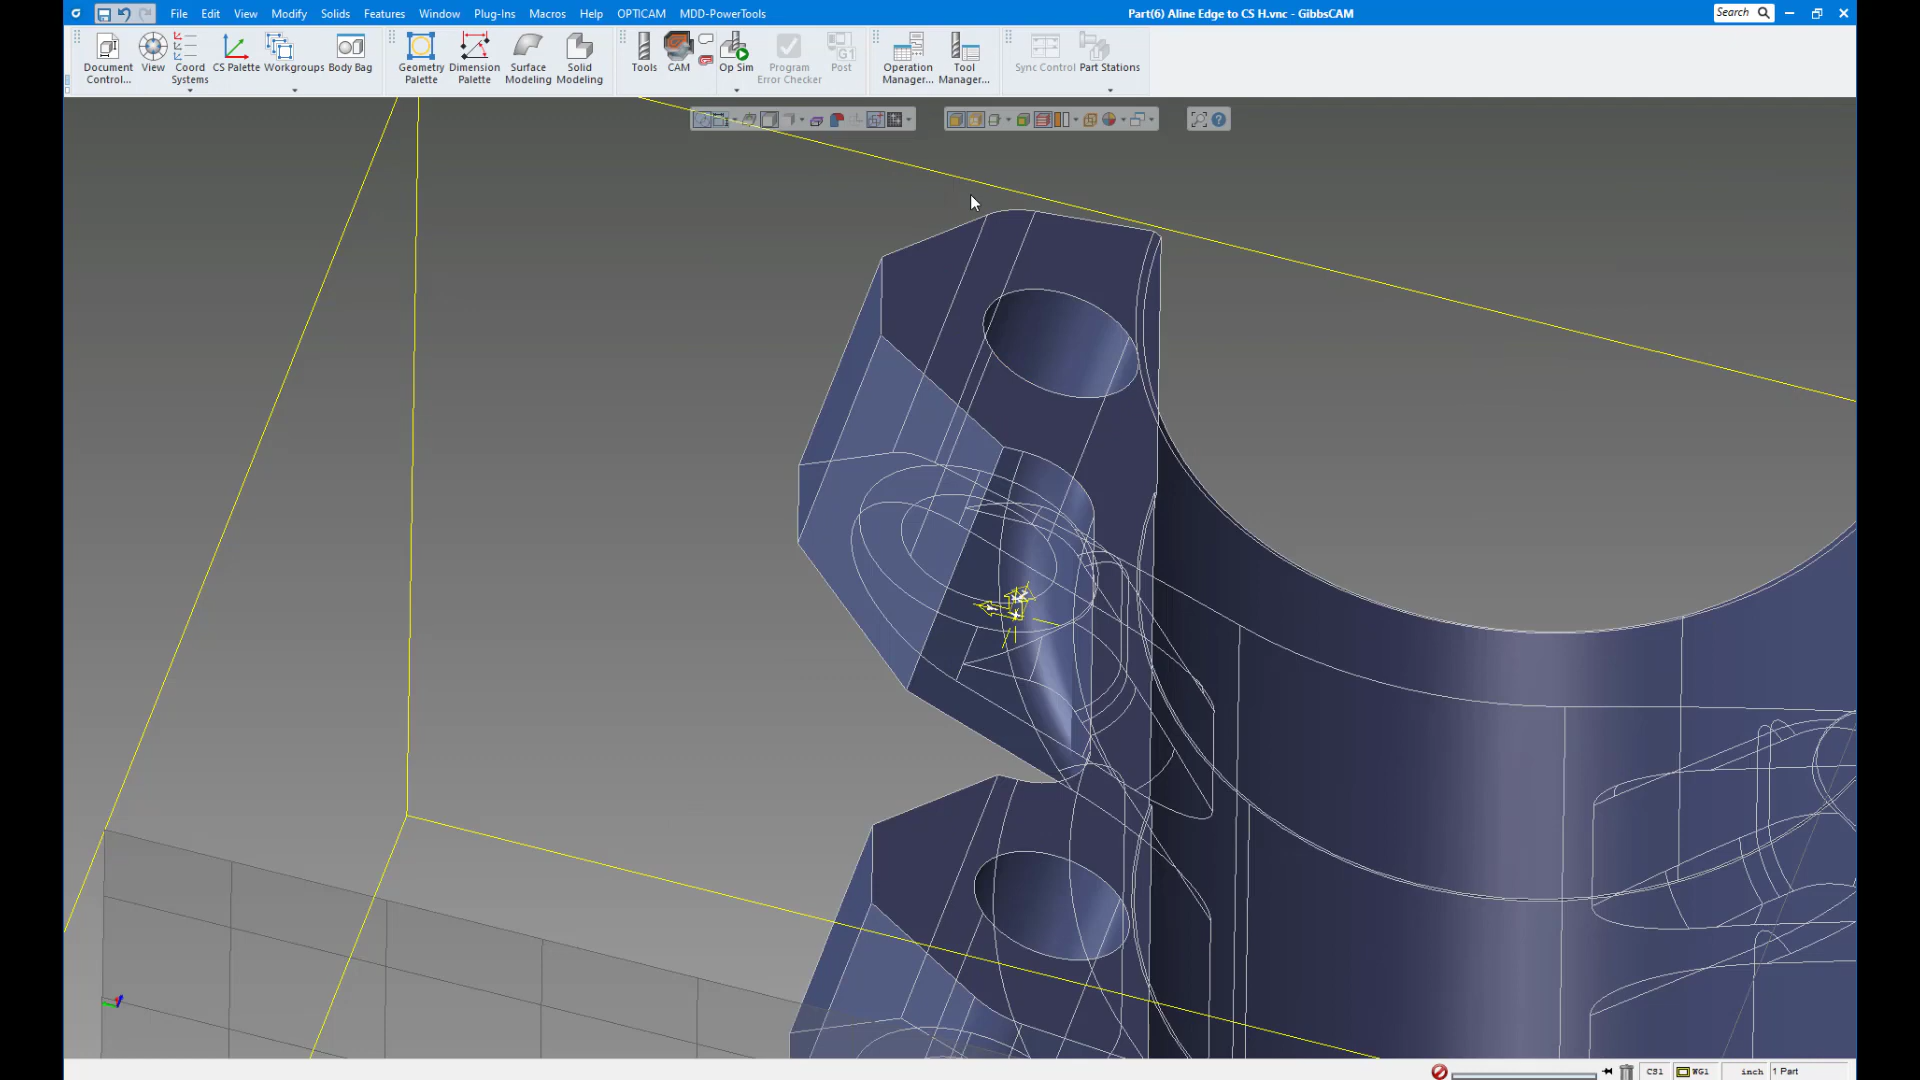 File Edit View Modify Solids Features Window Plug-Ins Macros Help OPTICAM MDD-PowerTools
Part(6) Aline Edge to CS H.vnc - GibbsCAM
Search
Document Control...
View
Coord Systems
CS Palette
Workgroups
Body Bag
Geometry Palette
Dimension Palette
Surface Modeling
Solid Modeling
Tools
CAM
Op Sim
Program Error Checker
Post
Operation Manager...
Tool Manager...
Sync Control
Part Stations
G1
CS1
WG1
inch
1 Part